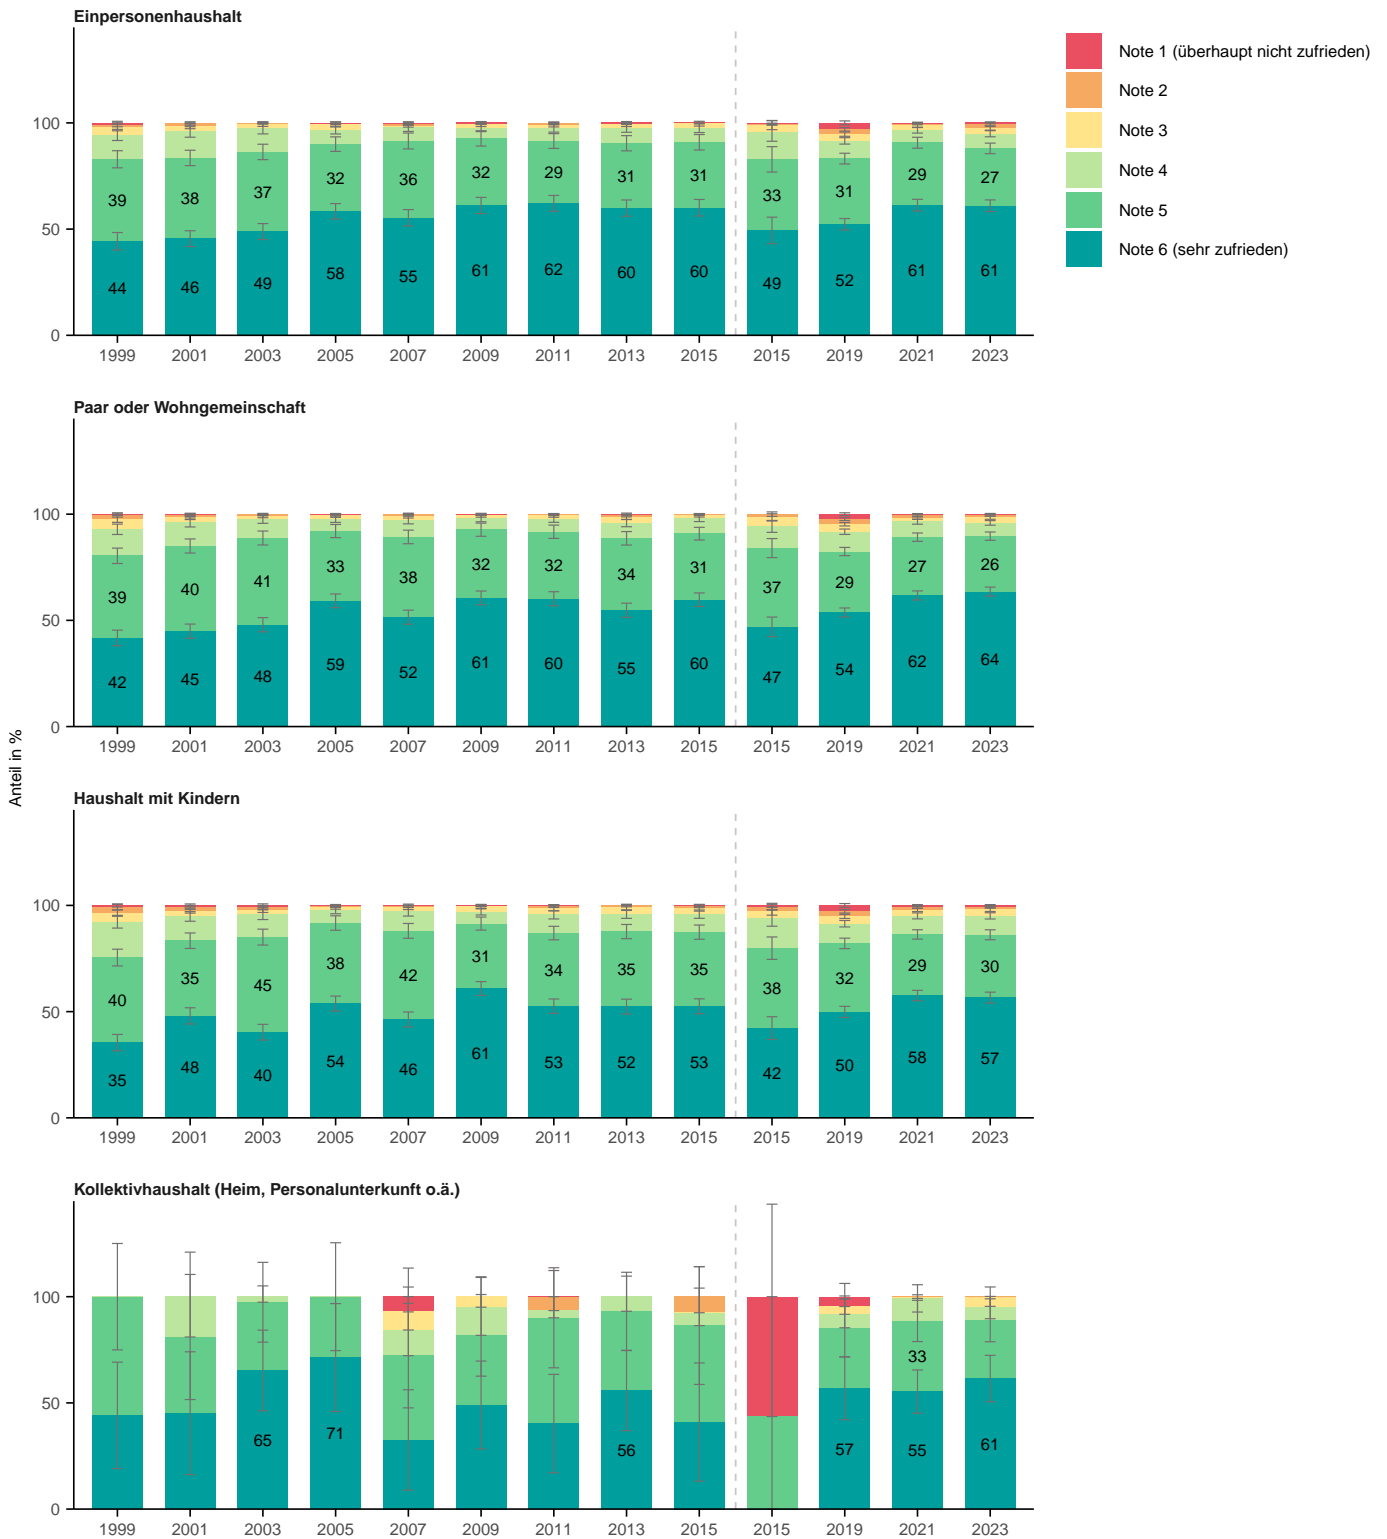 Einpersonenhaushalt
Note 1 (überhaupt nicht zufrieden)
Note 2
Note 3
Note 4
Note 5
Note 6 (sehr zufrieden)
100
50
0
39 38 37 32 36 32 29 31 31 33 31 29 27
44 46 49 58 55 61 62 60 60 49 52 61 61
1999 2001 2003 2005 2007 2009 2011 2013 2015 2015 2019 2021 2023
Paar oder Wohngemeinschaft
100
50
0
39 40 41 33 38 32 32 34 31 37 29 27 26
42 45 48 59 52 61 60 55 60 47 54 62 64
1999 2001 2003 2005 2007 2009 2011 2013 2015 2015 2019 2021 2023
Anteil in %
Haushalt mit Kindern
100
50
0
40 35 45 38 42 31 34 35 35 38 32 29 30
35 48 40 54 46 61 53 52 53 42 50 58 57
1999 2001 2003 2005 2007 2009 2011 2013 2015 2015 2019 2021 2023
Kollektivhaushalt (Heim, Personalunterkunft o.ä.)
100
50
0
33
65 71 56 57 55 61
1999 2001 2003 2005 2007 2009 2011 2013 2015 2015 2019 2021 2023